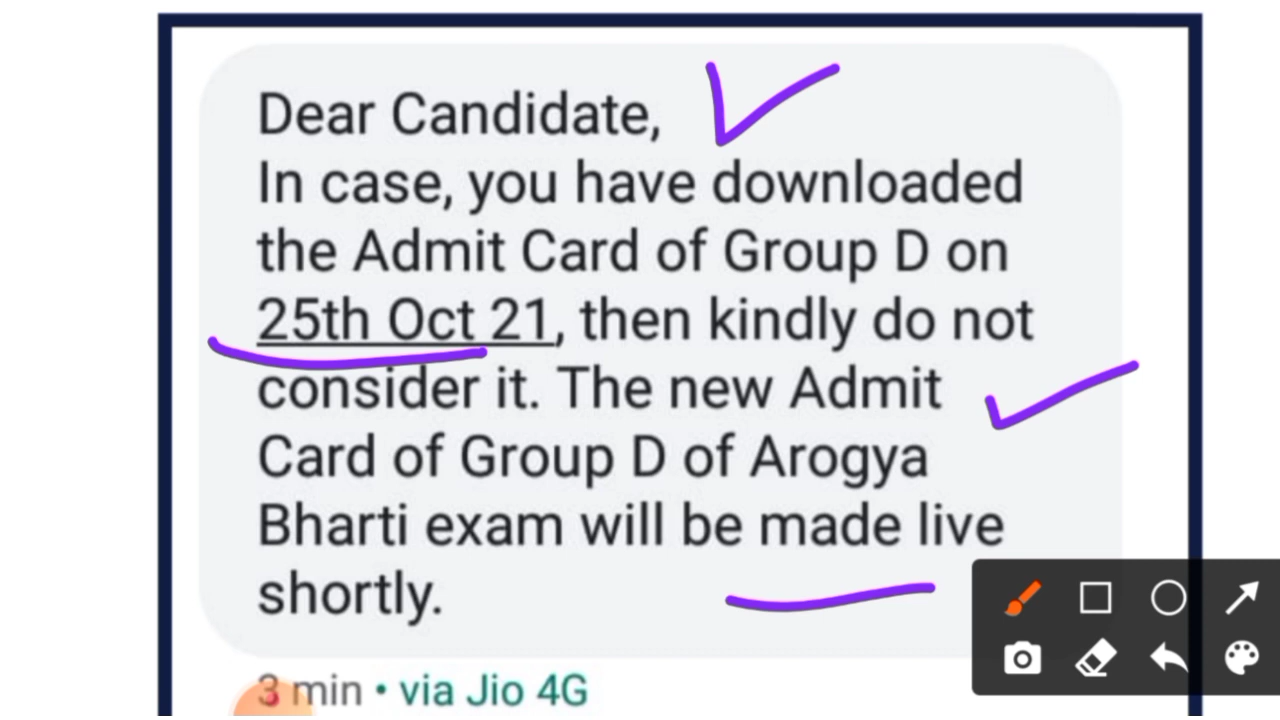 Dear Candidate,
In case, you have downloaded
the Admit Card of Group D on
25th Oct 21, then kindly do not
consider it. The new Admit
Card of Group D of Arogya
Bharti exam will be made live
shortly.
3 min • via Jio 4G